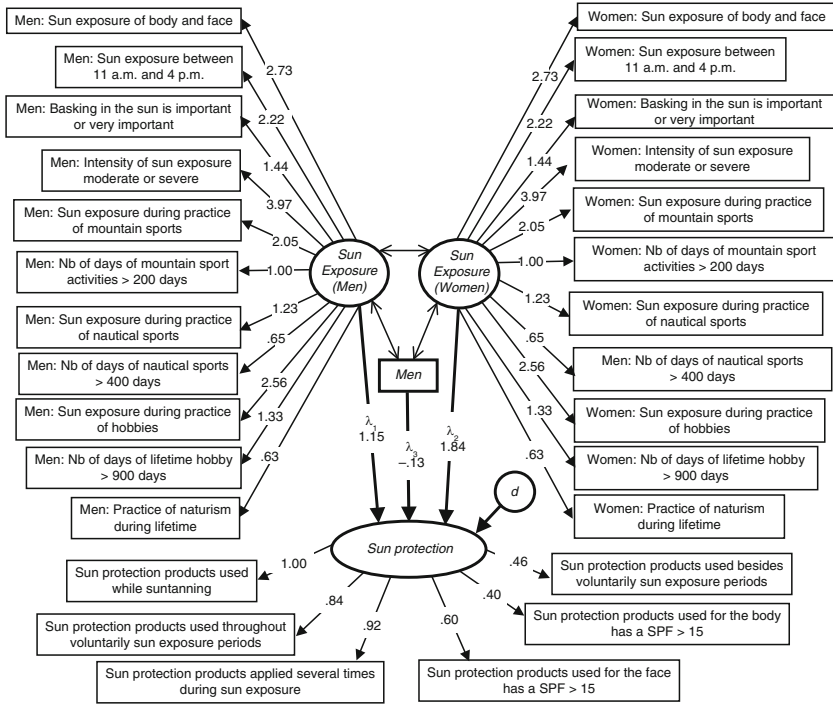 Men: Sun exposure of body and face
Men: Sun exposure between
11 a.m. and 4 p.m.
Men: Basking in the sun is important
or very important
Men: Intensity of sun exposure
moderate or severe
Men: Sun exposure during practice
of mountain sports
Men: Nb of days of mountain sport
activities > 200 days
Men: Sun exposure during practice
of nautical sports
Men: Nb of days of nautical sports
> 400 days
Men: Sun exposure during practice
of hobbies
Men: Nb of days of lifetime hobby
> 900 days
Men: Practice of naturism
during lifetime
2.73
2.22
1.44
3.97
2.05
1.00
1.23
.65
2.56
1.33
.63
Sun
Exposure
(Men)
Sun
Exposure
(Women)
Men
λ1
1.15
λ3
–.13
λ2
1.84
d
Women: Sun exposure of body and face
Women: Sun exposure between
11 a.m. and 4 p.m.
Women: Basking in the sun is important
or very important
Women: Intensity of sun exposure
moderate or severe
Women: Sun exposure during practice
of mountain sports
Women: Nb of days of mountain sport
activities > 200 days
Women: Sun exposure during practice
of nautical sports
Men: Nb of days of nautical sports
> 400 days
Women: Sun exposure during practice
of hobbies
Women: Nb of days of lifetime hobby
> 900 days
Women: Practice of naturism
during lifetime
2.73
2.22
1.44
3.97
2.05
1.00
1.23
.65
2.56
1.33
.63
Sun protection
1.00
.84
.92
.60
.40
.46
Sun protection products used
while suntanning
Sun protection products used throughout
voluntarily sun exposure periods
Sun protection products applied several times
during sun exposure
Sun protection products used for the face
has a SPF > 15
Sun protection products used for the body
has a SPF > 15
Sun protection products used besides
voluntarily sun exposure periods